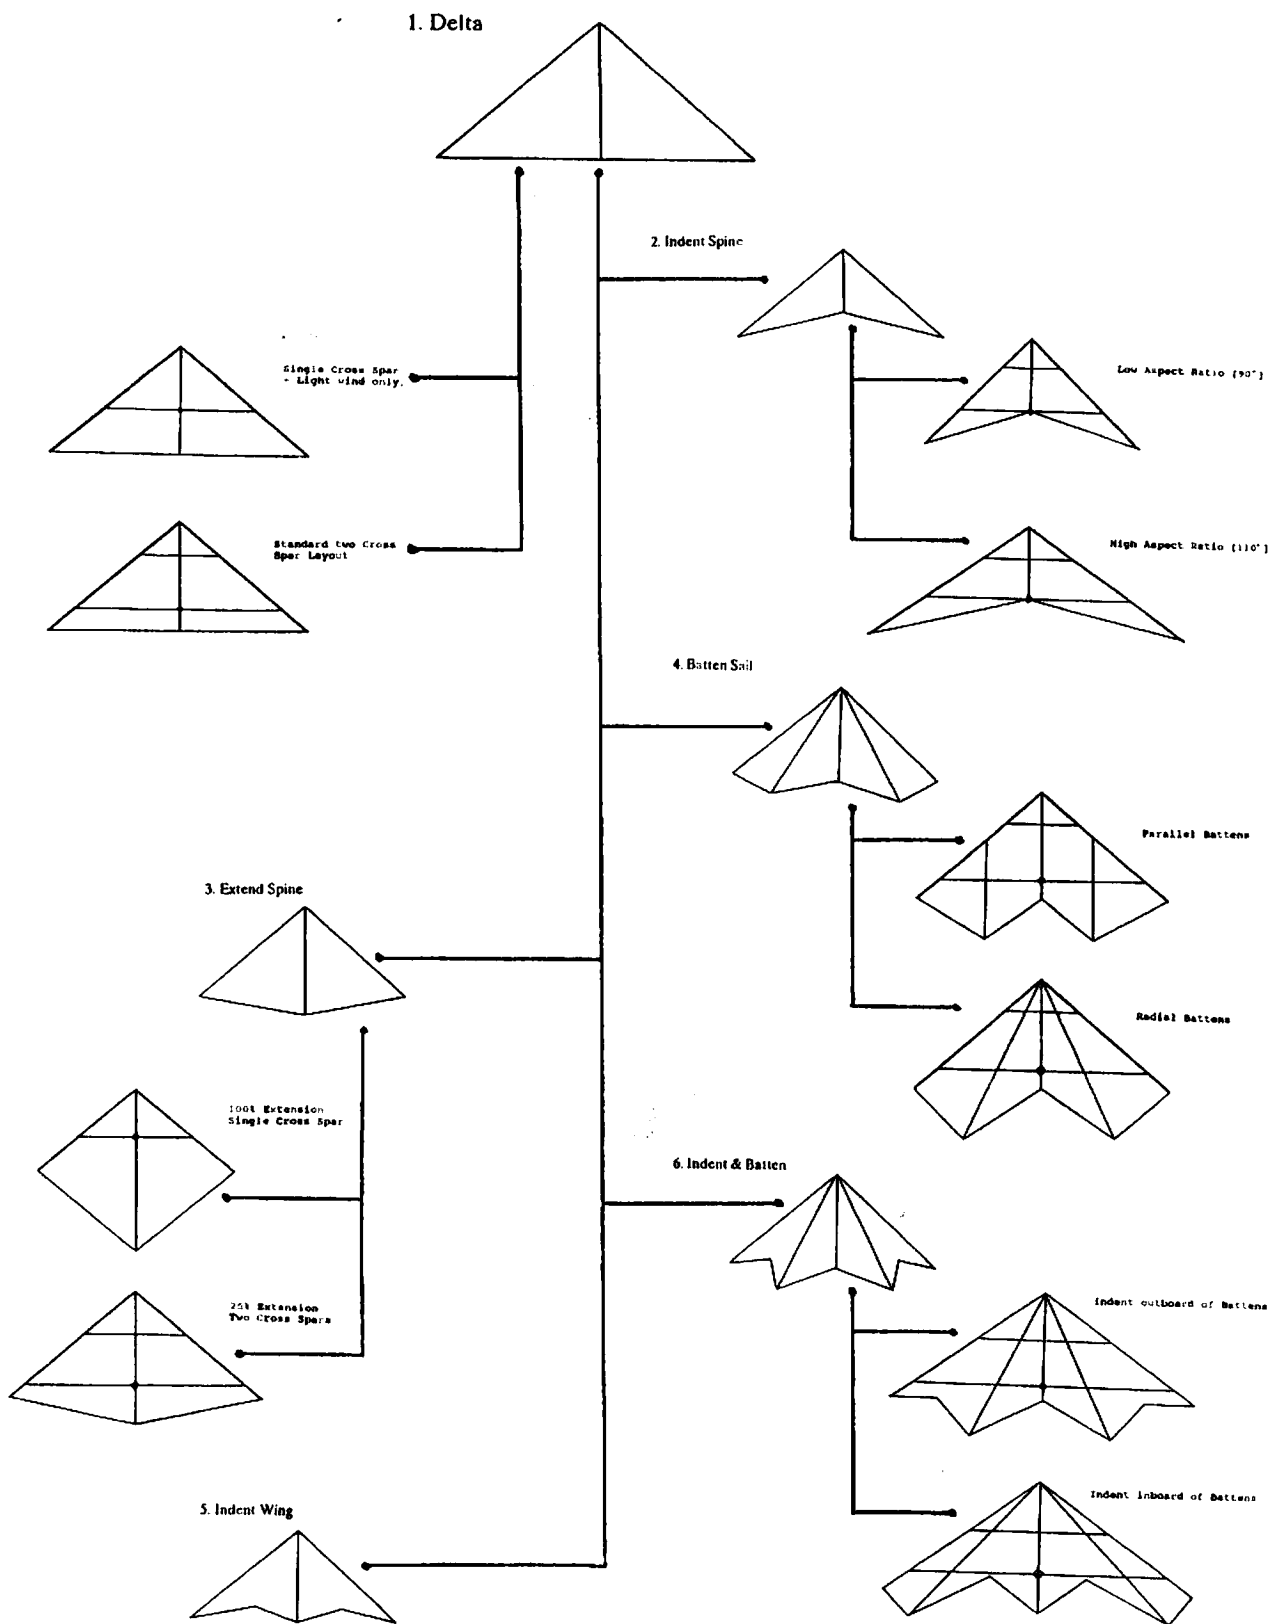 1. Delta
2. Indent Spine
Single Cross Spar
- Light wind only.
Low Aspect Ratio [90°]
Standard two Cross
Spar Layout
High Aspect Ratio [110°]
4. Batten Sail
Parallel Battens
3. Extend Spine
Radial Battens
100% Extension
Single Cross Spar
6. Indent & Batten
25% Extension
Two Cross Spars
Indent outboard of Battens
Indent inboard of Battens
5. Indent Wing